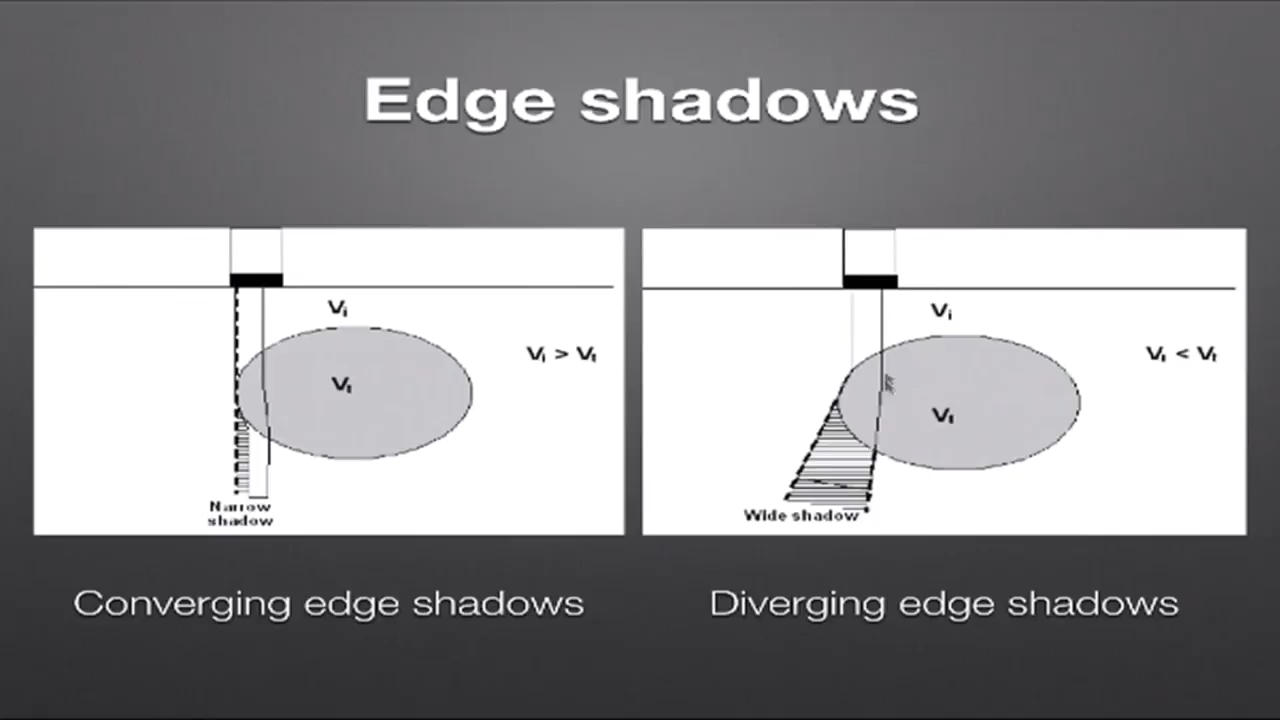 Edge shadows
Vᵢ
Vₜ
Vᵢ > Vₜ
Narrow
shadow
Vᵢ
Vₜ
Vᵢ < Vₜ
Wide shadow
Converging edge shadows
Diverging edge shadows